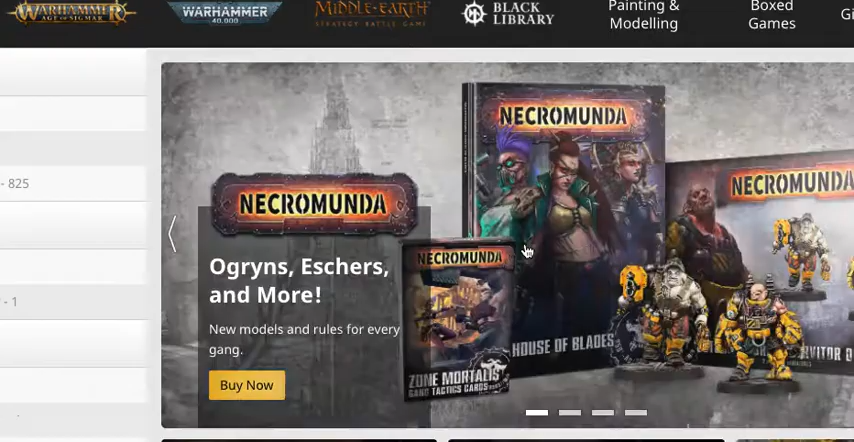 WARHAMMER
AGE OF SIGMAR
WARHAMMER
40,000
MIDDLE-EARTH
STRATEGY BATTLE GAME
BLACK
LIBRARY
Painting &
Modelling
Boxed
Games
Gi
- 825
- 1
NECROMUNDA
Ogryns, Eschers,
and More!
New models and rules for every
gang.
Buy Now
NECROMUNDA
HOUSE OF BLADES
NECROMUNDA
ZONE MORTALIS
GANG TACTICS CARDS
NECROMUNDA
VITOR O